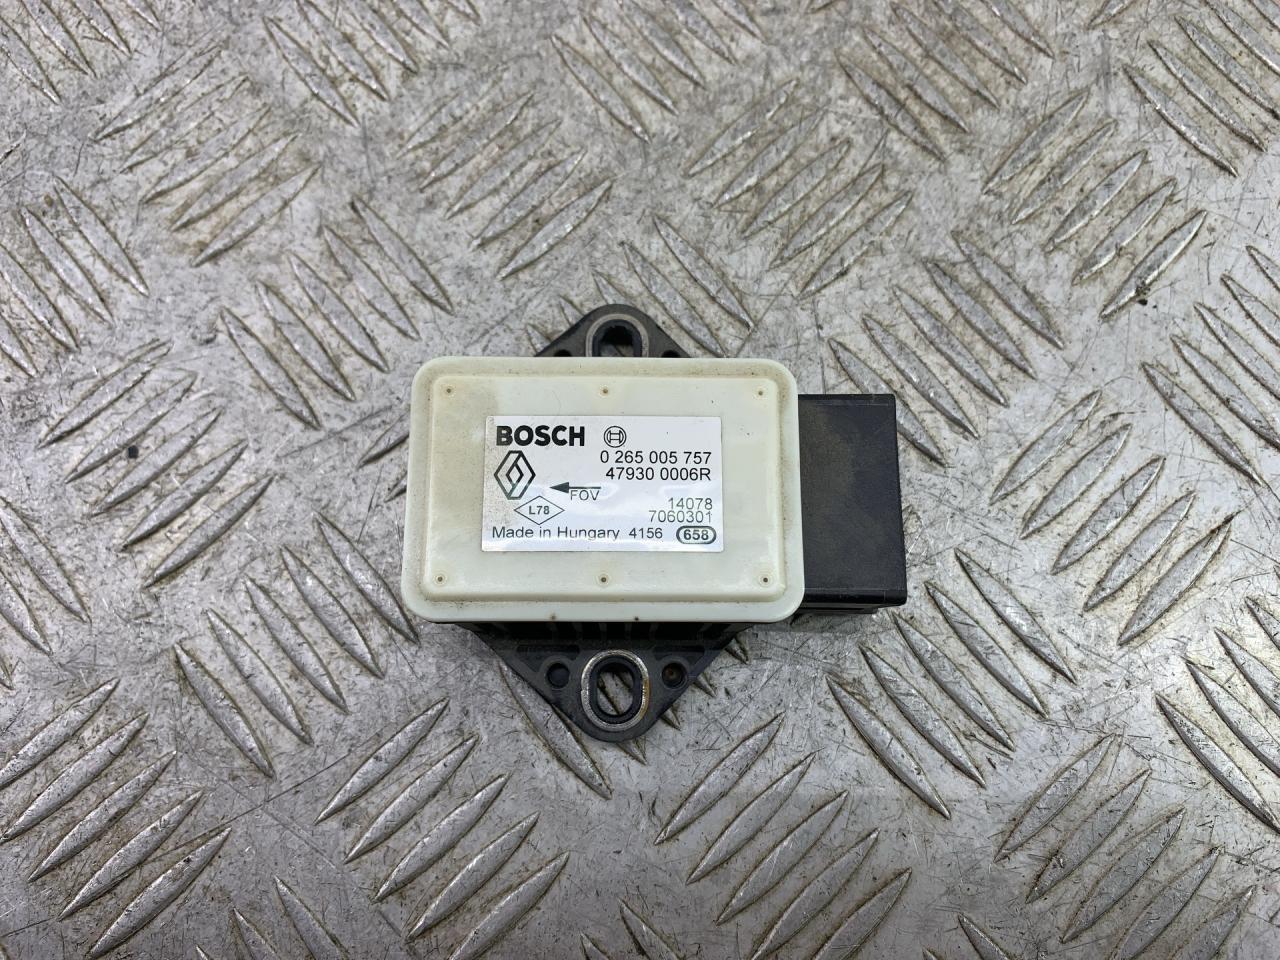 BOSCH
0 265 005 757
47930 0006R
FOV
L78
14078
7060301
Made in Hungary 4156 658